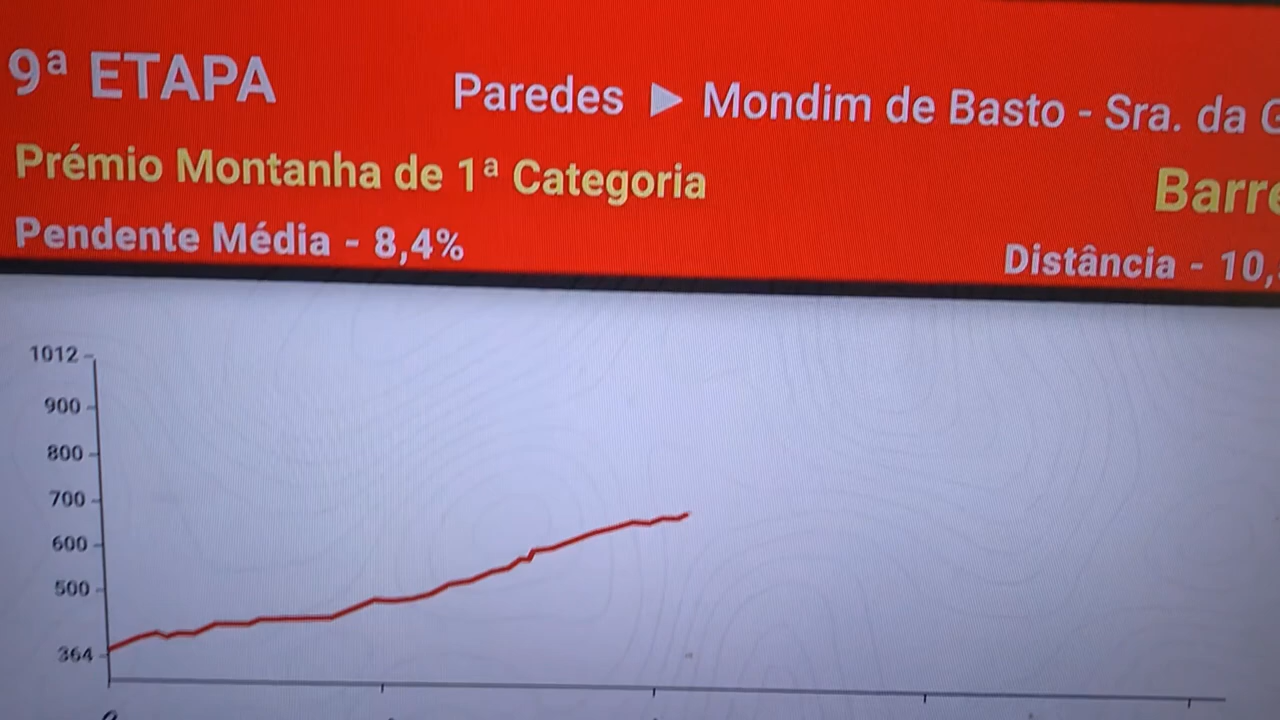 9ª ETAPA
Paredes ▶ Mondim de Basto - Sra. da
Prémio Montanha de 1ª Categoria
Pendente Média - 8,4%
Distância - 10,
1012
900
800
700
600
500
364
0